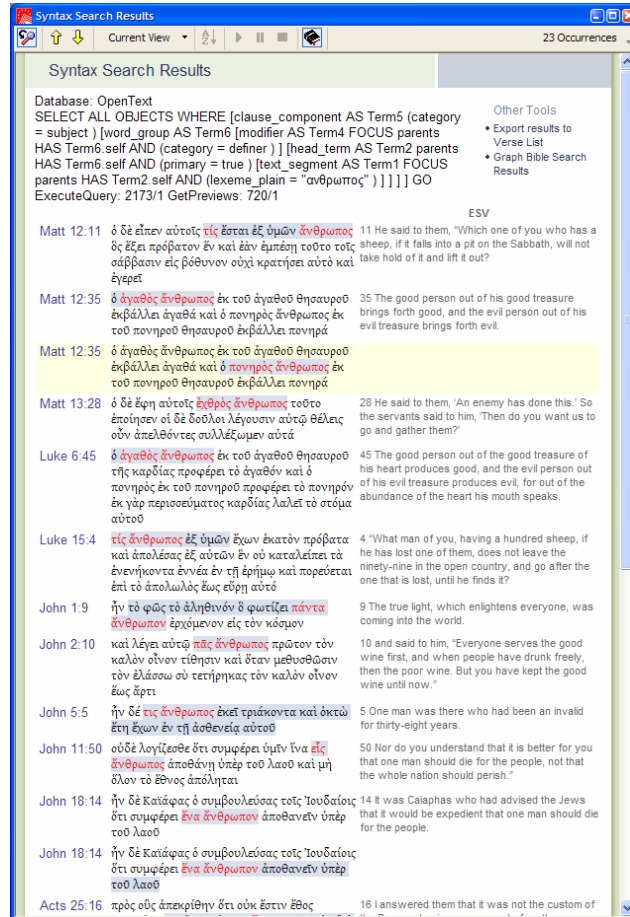 Syntax Search Results
Current View
23 Occurrences
Syntax Search Results
Database: OpenText
SELECT ALL OBJECTS WHERE [clause_component AS Term5 (category
= subject ) [word_group AS Term6 [modifier AS Term4 FOCUS parents
HAS Term6.self AND (category = definer ) ] [head_term AS Term2 parents
HAS Term6.self AND (primary = true ) [text_segment AS Term1 FOCUS
parents HAS Term2.self AND (lexeme_plain = "ανθρωπος" ) ] ] ] ] GO
ExecuteQuery: 2173/1 GetPreviews: 720/1
Other Tools
• Export results to
Verse List
• Graph Bible Search
Results
ESV
Matt 12:11
ὁ δὲ εἶπεν αὐτοῖς τίς ἔσται ἐξ ὑμῶν ἄνθρωπος
ὃς ἕξει πρόβατον ἓν καὶ ἐὰν ἐμπέσῃ τοῦτο τοῖς
σάββασιν εἰς βόθυνον οὐχὶ κρατήσει αὐτὸ καὶ
ἐγερεῖ
11 He said to them, “Which one of you who has a
sheep, if it falls into a pit on the Sabbath, will not
take hold of it and lift it out?
Matt 12:35
ὁ ἀγαθὸς ἄνθρωπος ἐκ τοῦ ἀγαθοῦ θησαυροῦ
ἐκβάλλει ἀγαθά καὶ ὁ πονηρὸς ἄνθρωπος ἐκ
τοῦ πονηροῦ θησαυροῦ ἐκβάλλει πονηρά
35 The good person out of his good treasure
brings forth good, and the evil person out of his
evil treasure brings forth evil.
Matt 12:35
ὁ ἀγαθὸς ἄνθρωπος ἐκ τοῦ ἀγαθοῦ θησαυροῦ
ἐκβάλλει ἀγαθά καὶ ὁ πονηρὸς ἄνθρωπος ἐκ
τοῦ πονηροῦ θησαυροῦ ἐκβάλλει πονηρά
Matt 13:28
ὁ δὲ ἔφη αὐτοῖς ἐχθρὸς ἄνθρωπος τοῦτο
ἐποίησεν οἱ δὲ δοῦλοι λέγουσιν αὐτῷ θέλεις
οὖν ἀπελθόντες συλλέξωμεν αὐτά
28 He said to them, ‘An enemy has done this.’ So
the servants said to him, ‘Then do you want us to
go and gather them?’
Luke 6:45
ὁ ἀγαθὸς ἄνθρωπος ἐκ τοῦ ἀγαθοῦ θησαυροῦ
τῆς καρδίας προφέρει τὸ ἀγαθόν καὶ ὁ
πονηρὸς ἐκ τοῦ πονηροῦ προφέρει τὸ πονηρόν
ἐκ γὰρ περισσεύματος καρδίας λαλεῖ τὸ στόμα
αὐτοῦ
45 The good person out of the good treasure of
his heart produces good, and the evil person out
of his evil treasure produces evil, for out of the
abundance of the heart his mouth speaks.
Luke 15:4
τίς ἄνθρωπος ἐξ ὑμῶν ἔχων ἑκατὸν πρόβατα
καὶ ἀπολέσας ἐξ αὐτῶν ἓν οὐ καταλείπει τὰ
ἐνενήκοντα ἐννέα ἐν τῇ ἐρήμῳ καὶ πορεύεται
ἐπὶ τὸ ἀπολωλὸς ἕως εὕρῃ αὐτό
4 “What man of you, having a hundred sheep, if
he has lost one of them, does not leave the
ninety-nine in the open country, and go after the
one that is lost, until he finds it?
John 1:9
ἦν τὸ φῶς τὸ ἀληθινόν ὃ φωτίζει πάντα
ἄνθρωπον ἐρχόμενον εἰς τὸν κόσμον
9 The true light, which enlightens everyone, was
coming into the world.
John 2:10
καὶ λέγει αὐτῷ πᾶς ἄνθρωπος πρῶτον τὸν
καλὸν οἶνον τίθησιν καὶ ὅταν μεθυσθῶσιν
τὸν ἐλάσσω σὺ τετήρηκας τὸν καλὸν οἶνον
ἕως ἄρτι
10 and said to him, “Everyone serves the good
wine first, and when people have drunk freely,
then the poor wine. But you have kept the good
wine until now.”
John 5:5
ἦν δέ τις ἄνθρωπος ἐκεῖ τριάκοντα καὶ ὀκτὼ
ἔτη ἔχων ἐν τῇ ἀσθενείᾳ αὐτοῦ
5 One man was there who had been an invalid
for thirty-eight years.
John 11:50
οὐδὲ λογίζεσθε ὅτι συμφέρει ὑμῖν ἵνα εἷς
ἄνθρωπος ἀποθάνῃ ὑπὲρ τοῦ λαοῦ καὶ μὴ
ὅλον τὸ ἔθνος ἀπόληται
50 Nor do you understand that it is better for you
that one man should die for the people, not that
the whole nation should perish.”
John 18:14
ἦν δὲ Καϊάφας ὁ συμβουλεύσας τοῖς Ἰουδαίοις
ὅτι συμφέρει ἕνα ἄνθρωπον ἀποθανεῖν ὑπὲρ
τοῦ λαοῦ
14 It was Caiaphas who had advised the Jews
that it would be expedient that one man should die
for the people.
John 18:14
ἦν δὲ Καϊάφας ὁ συμβουλεύσας τοῖς Ἰουδαίοις
ὅτι συμφέρει ἕνα ἄνθρωπον ἀποθανεῖν ὑπὲρ
τοῦ λαοῦ
Acts 25:16
πρὸς οὓς ἀπεκρίθην ὅτι οὐκ ἔστιν ἔθος
16 I answered them that it was not the custom of